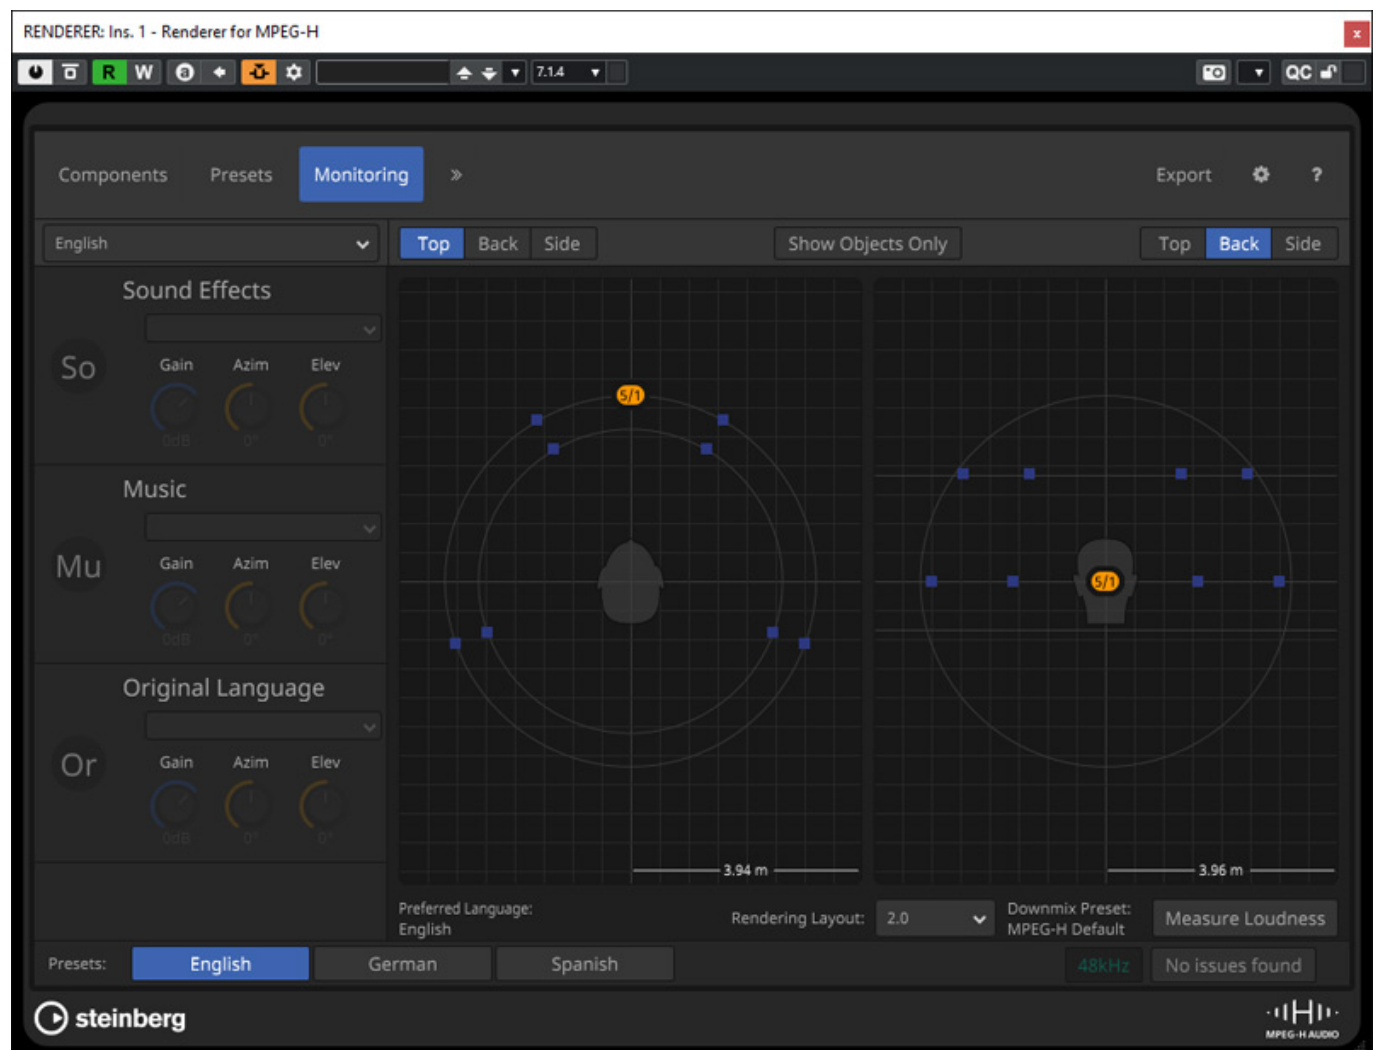 RENDERER: Ins. 1 - Renderer for MPEG-H
x
R W a 7.1.4 QC
Components Presets Monitoring » Export ?
English Top Back Side Show Objects Only Top Back Side
Sound Effects
So
Gain Azim Elev
0dB 0° 0°
Music
Mu
Gain Azim Elev
0dB 0° 0°
Original Language
Or
Gain Azim Elev
0dB 0° 0°
5/1
5/1
3.94 m
3.96 m
Preferred Language:
English
Rendering Layout: 2.0
Downmix Preset:
MPEG-H Default
Measure Loudness
Presets: English German Spanish 48kHz No issues found
steinberg
MPEG-H AUDIO